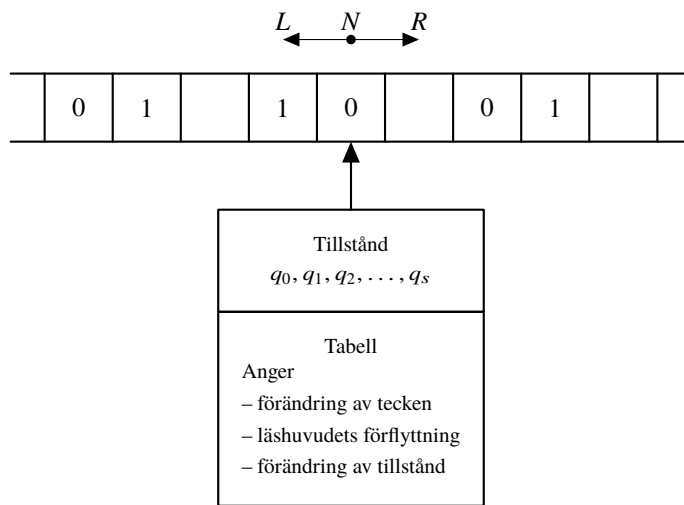 L N R
0 1 1 0 0 1
Tillstånd
q₀, q₁, q₂, . . . , qₛ
Tabell
Anger
– förändring av tecken
– läshuvudets förflyttning
– förändring av tillstånd